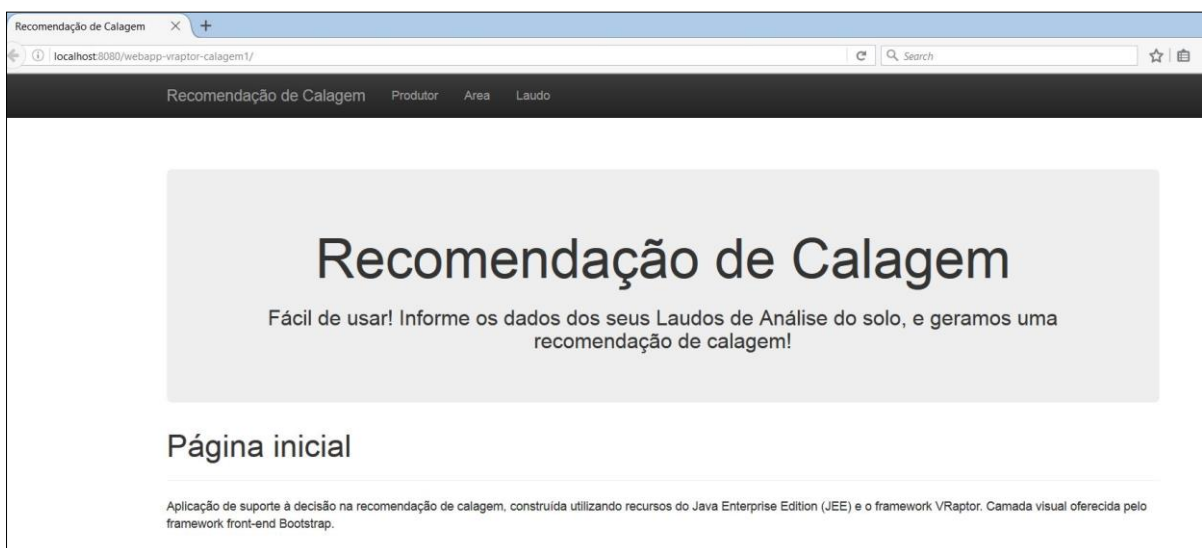 Recomendação de Calagem
localhost:8080/webapp-vraptor-calagem1/
Search
Recomendação de Calagem Produtor Area Laudo
Recomendação de Calagem
Fácil de usar! Informe os dados dos seus Laudos de Análise do solo, e geramos uma
recomendação de calagem!
Página inicial
Aplicação de suporte à decisão na recomendação de calagem, construída utilizando recursos do Java Enterprise Edition (JEE) e o framework VRaptor. Camada visual oferecida pelo
framework front-end Bootstrap.